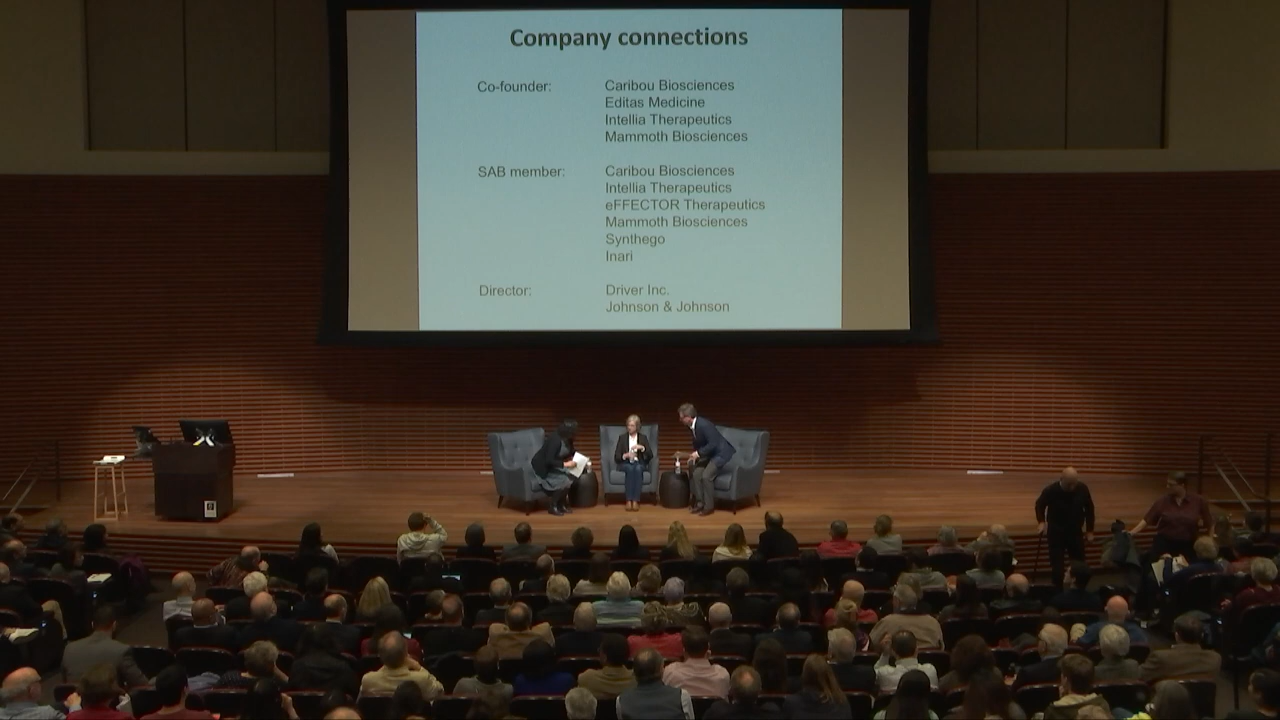 Company connections
Co-founder: Caribou Biosciences
Editas Medicine
Intellia Therapeutics
Mammoth Biosciences
SAB member: Caribou Biosciences
Intellia Therapeutics
eFFECTOR Therapeutics
Mammoth Biosciences
Synthego
Inari
Director: Driver Inc.
Johnson & Johnson